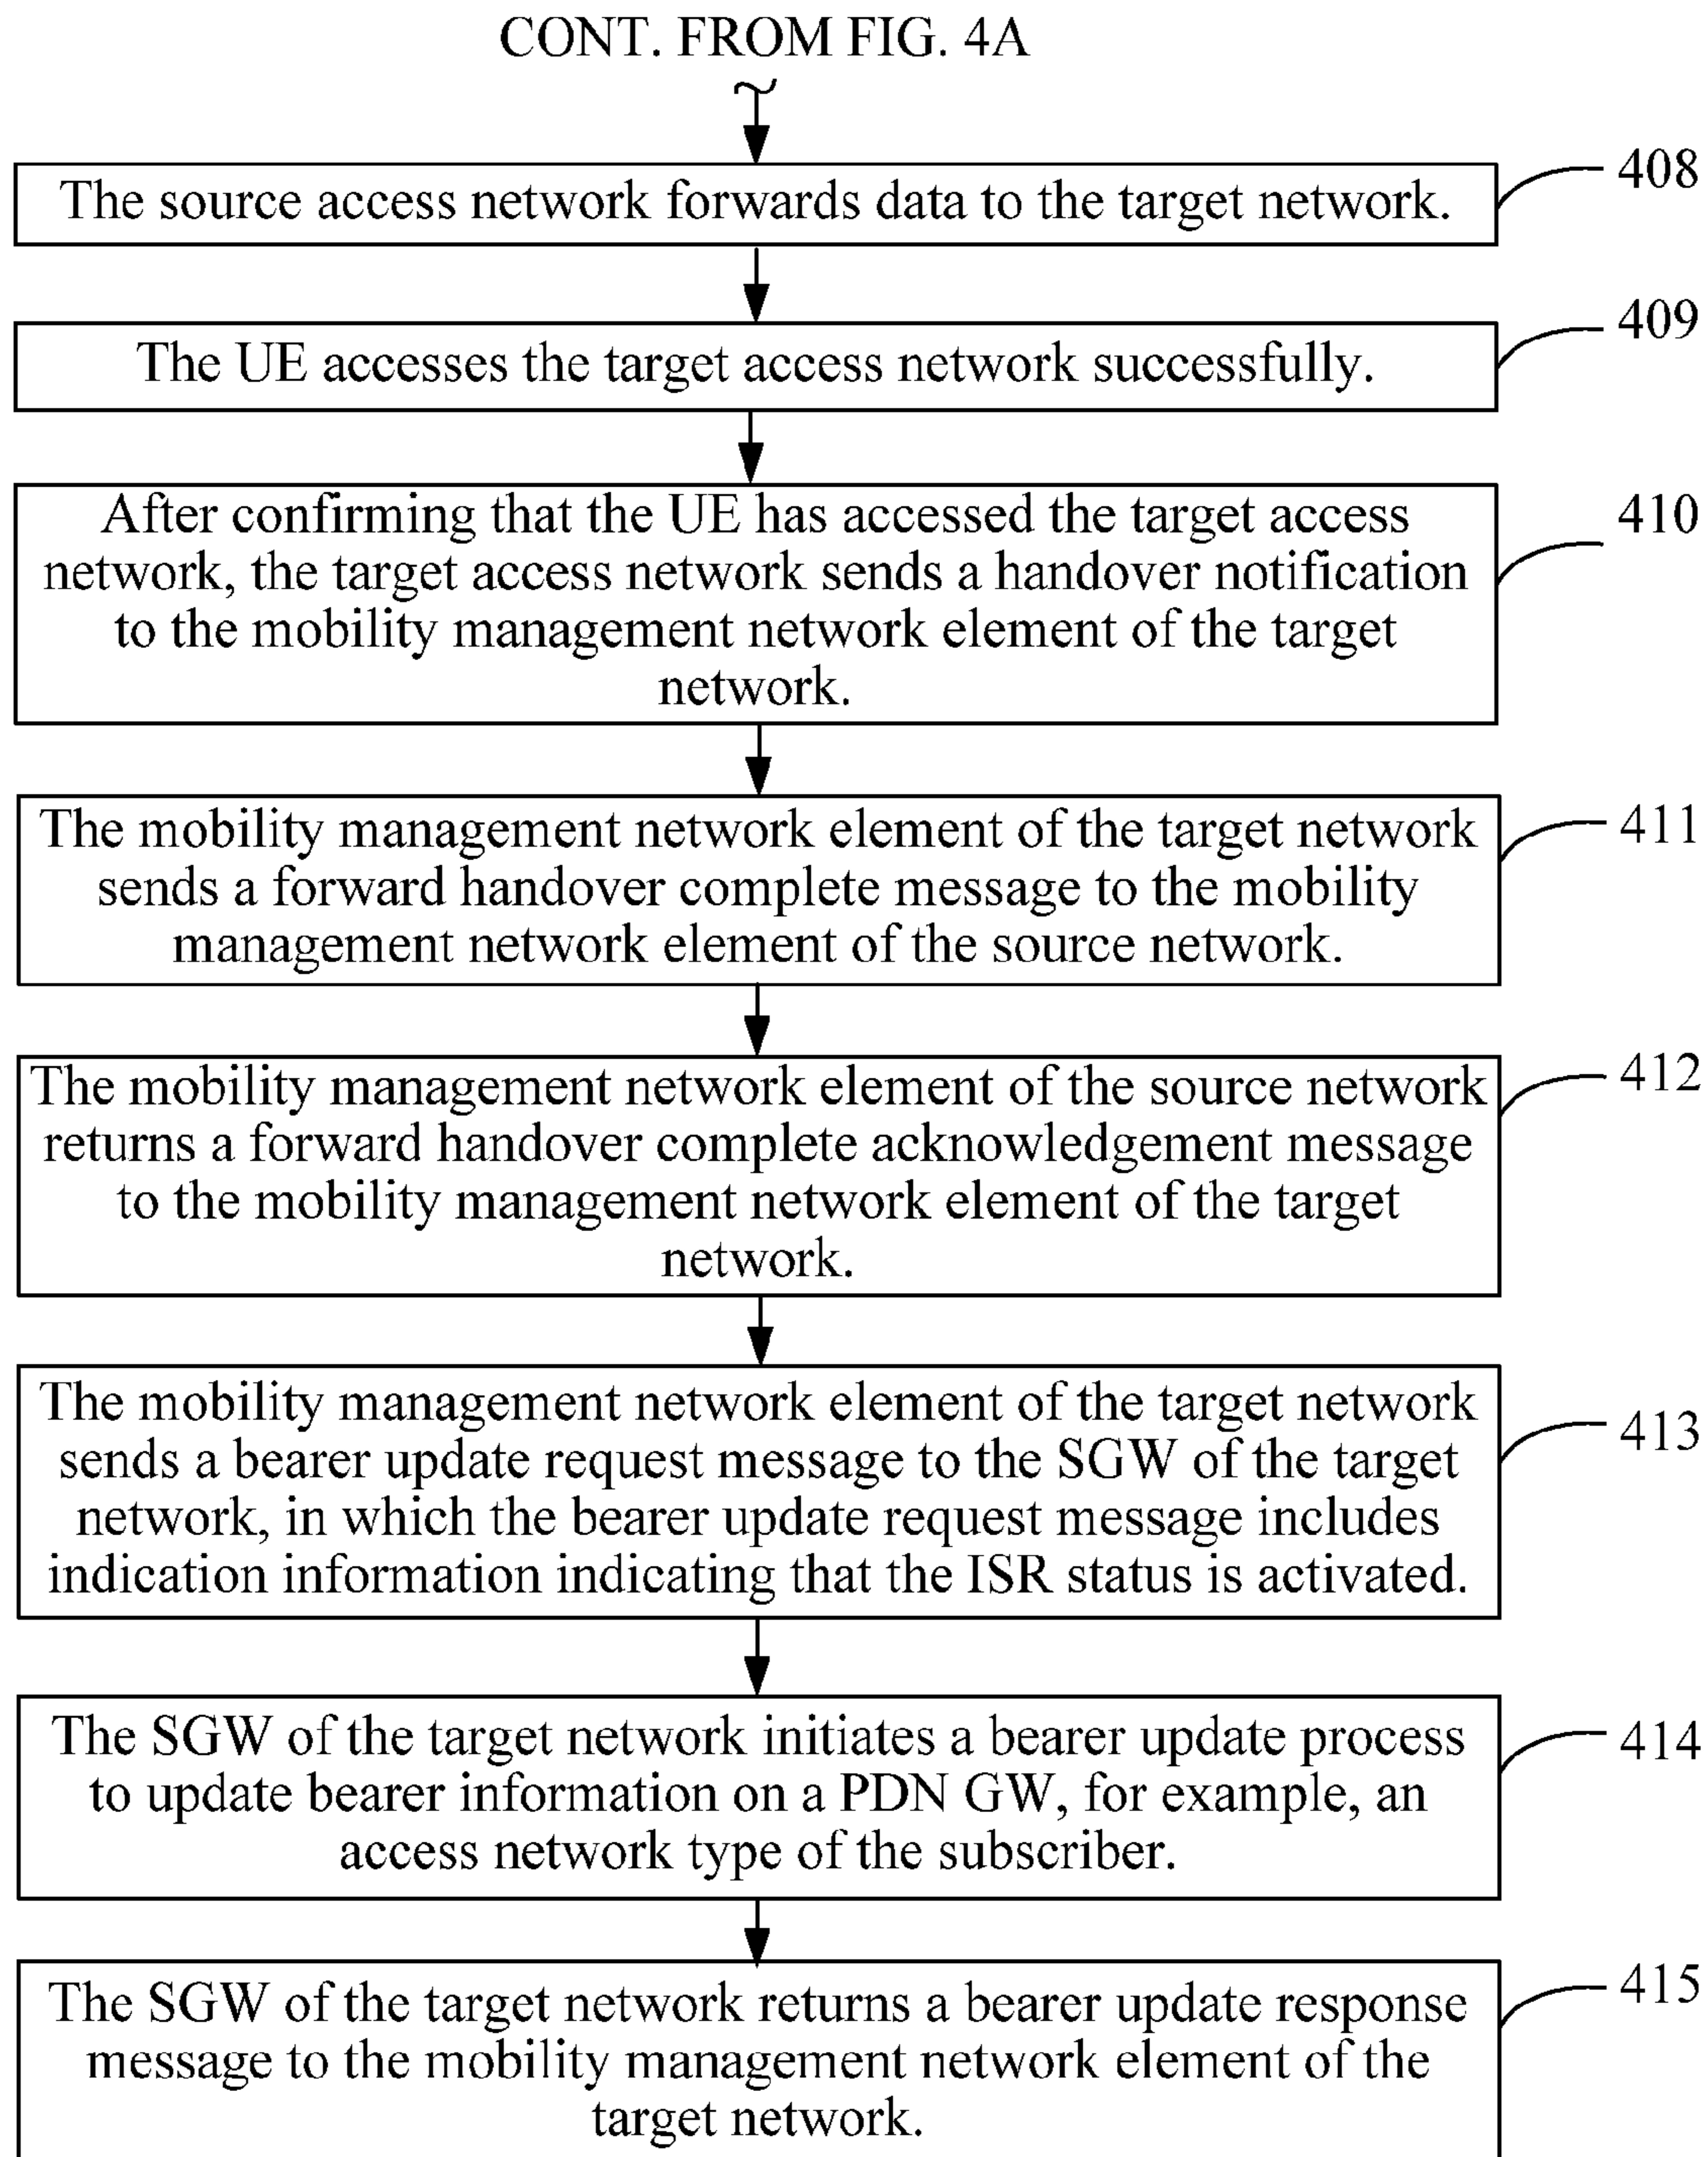 CONT. FROM FIG. 4A
The source access network forwards data to the target network.
408
The UE accesses the target access network successfully.
409
After confirming that the UE has accessed the target access
network, the target access network sends a handover notification
to the mobility management network element of the target
network.
410
The mobility management network element of the target network
sends a forward handover complete message to the mobility
management network element of the source network.
411
The mobility management network element of the source network
returns a forward handover complete acknowledgement message
to the mobility management network element of the target
network.
412
The mobility management network element of the target network
sends a bearer update request message to the SGW of the target
network, in which the bearer update request message includes
indication information indicating that the ISR status is activated.
413
The SGW of the target network initiates a bearer update process
to update bearer information on a PDN GW, for example, an
access network type of the subscriber.
414
The SGW of the target network returns a bearer update response
message to the mobility management network element of the
target network.
415